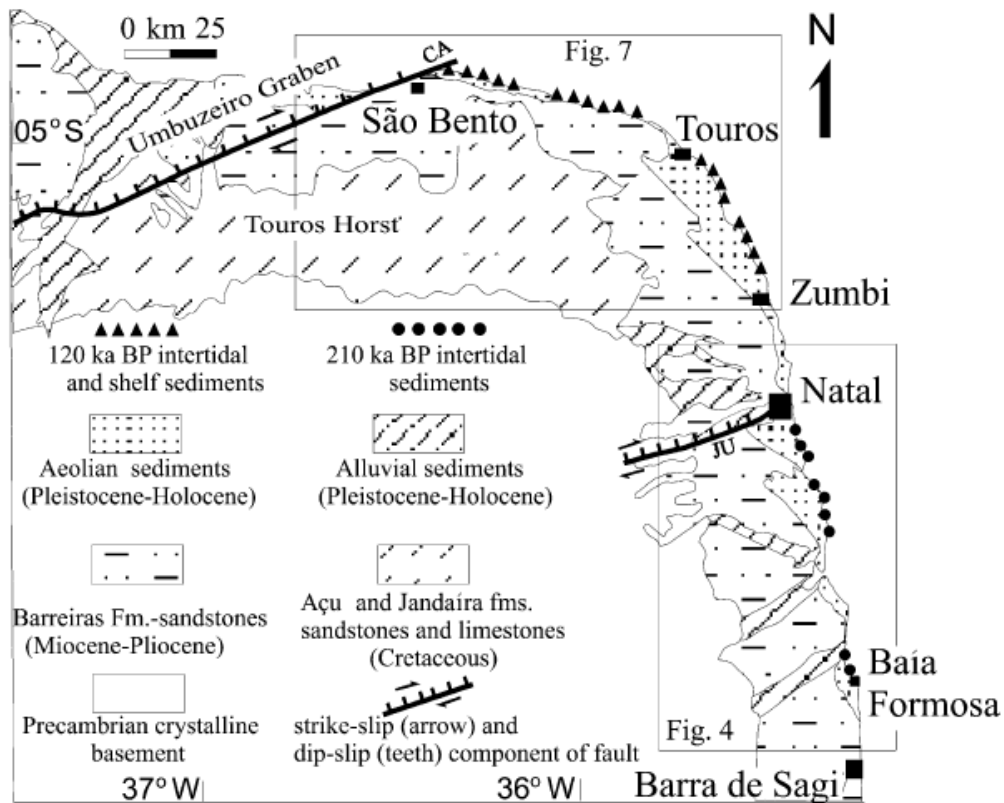 0 km 25
N
Fig. 7
CA
Umbuzeiro Graben
05° S
São Bento
Touros
Touros Horst
Zumbi
120 ka BP intertidal
and shelf sediments
210 ka BP intertidal
sediments
Natal
JU
Aeolian sediments
(Pleistocene-Holocene)
Alluvial sediments
(Pleistocene-Holocene)
Barreiras Fm.-sandstones
(Miocene-Pliocene)
Açu and Jandaíra fms.
sandstones and limestones
(Cretaceous)
Baía
Formosa
Precambrian crystalline
basement
strike-slip (arrow) and
dip-slip (teeth) component of fault
Fig. 4
Barra de Sagi
37° W
36° W